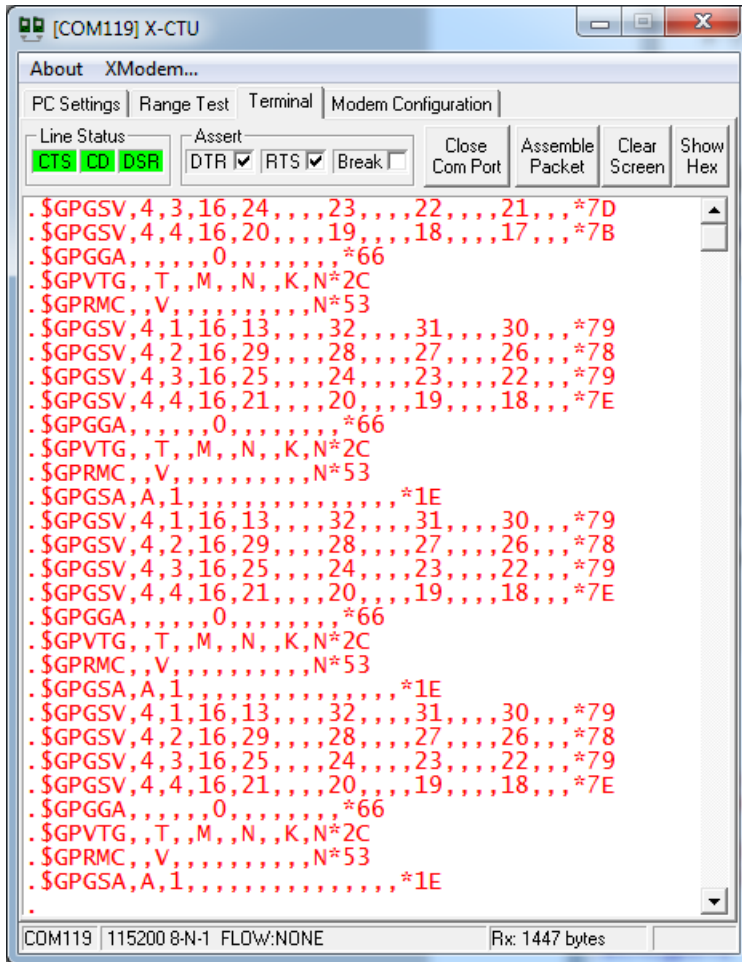 [COM119] X-CTU
About XModem...
PC Settings Range Test Terminal Modem Configuration
Line Status Assert
CTS CD DSR DTR RTS Break
Close Com Port
Assemble Packet
Clear Screen
Show Hex
.$GPGSV,4,3,16,24,,,,23,,,,22,,,,21,,,*7D
.$GPGSV,4,4,16,20,,,,19,,,,18,,,,17,,,*7B
.$GPGGA,,,,,,0,,,,,,,,*66
.$GPVTG,,T,,M,,N,,K,N*2C
.$GPRMC,,V,,,,,,,,,,N*53
.$GPGSV,4,1,16,13,,,,32,,,,31,,,,30,,,*79
.$GPGSV,4,2,16,29,,,,28,,,,27,,,,26,,,*78
.$GPGSV,4,3,16,25,,,,24,,,,23,,,,22,,,*79
.$GPGSV,4,4,16,21,,,,20,,,,19,,,,18,,,*7E
.$GPGGA,,,,,,0,,,,,,,,*66
.$GPVTG,,T,,M,,N,,K,N*2C
.$GPRMC,,V,,,,,,,,,,N*53
.$GPGSA,A,1,,,,,,,,,,,,,,,*1E
.$GPGSV,4,1,16,13,,,,32,,,,31,,,,30,,,*79
.$GPGSV,4,2,16,29,,,,28,,,,27,,,,26,,,*78
.$GPGSV,4,3,16,25,,,,24,,,,23,,,,22,,,*79
.$GPGSV,4,4,16,21,,,,20,,,,19,,,,18,,,*7E
.$GPGGA,,,,,,0,,,,,,,,*66
.$GPVTG,,T,,M,,N,,K,N*2C
.$GPRMC,,V,,,,,,,,,,N*53
.$GPGSA,A,1,,,,,,,,,,,,,,,*1E
.$GPGSV,4,1,16,13,,,,32,,,,31,,,,30,,,*79
.$GPGSV,4,2,16,29,,,,28,,,,27,,,,26,,,*78
.$GPGSV,4,3,16,25,,,,24,,,,23,,,,22,,,*79
.$GPGSV,4,4,16,21,,,,20,,,,19,,,,18,,,*7E
.$GPGGA,,,,,,0,,,,,,,,*66
.$GPVTG,,T,,M,,N,,K,N*2C
.$GPRMC,,V,,,,,,,,,,N*53
.$GPGSA,A,1,,,,,,,,,,,,,,,*1E
.
COM119 115200 8-N-1 FLOW:NONE Rx: 1447 bytes